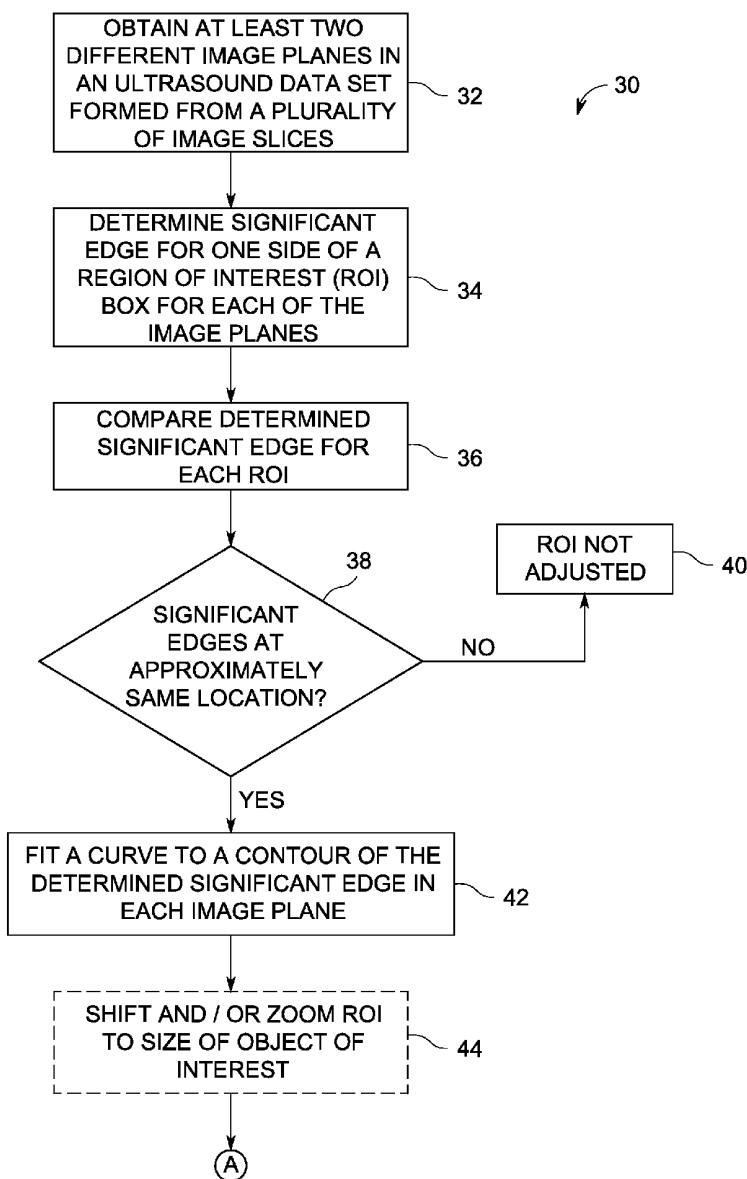 OBTAIN AT LEAST TWO
DIFFERENT IMAGE PLANES IN
AN ULTRASOUND DATA SET
FORMED FROM A PLURALITY
OF IMAGE SLICES
32
30
DETERMINE SIGNIFICANT
EDGE FOR ONE SIDE OF A
REGION OF INTEREST (ROI)
BOX FOR EACH OF THE
IMAGE PLANES
34
COMPARE DETERMINED
SIGNIFICANT EDGE FOR
EACH ROI
36
38
SIGNIFICANT
EDGES AT
APPROXIMATELY
SAME LOCATION?
NO
ROI NOT
ADJUSTED
40
YES
FIT A CURVE TO A CONTOUR OF THE
DETERMINED SIGNIFICANT EDGE IN
EACH IMAGE PLANE
42
SHIFT AND / OR ZOOM ROI
TO SIZE OF OBJECT OF
INTEREST
44
A